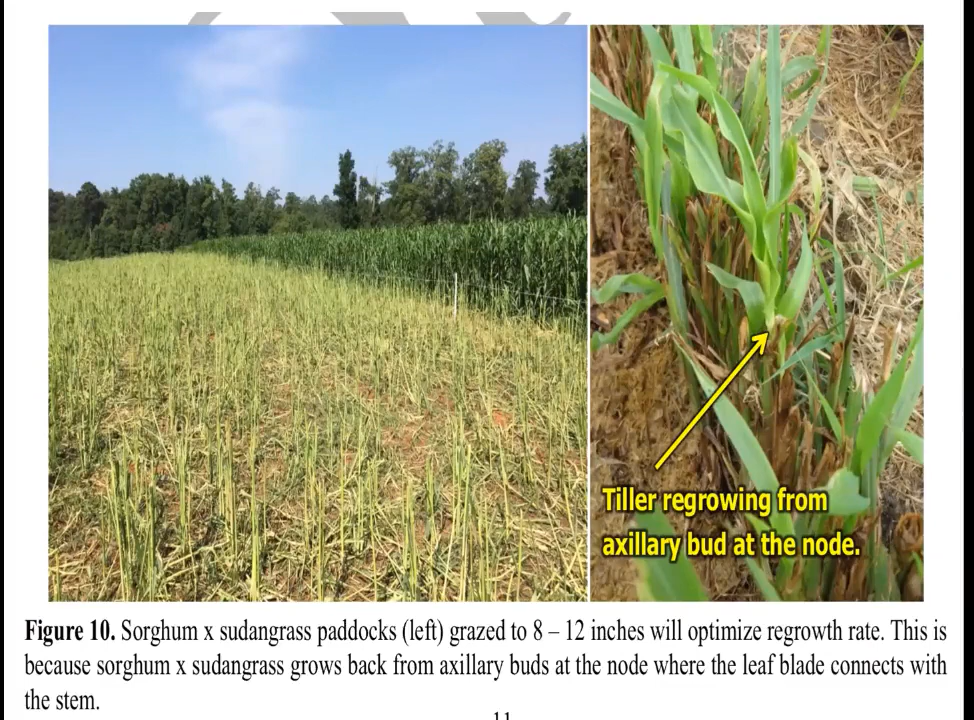 Tiller regrowing from
axillary bud at the node.
Figure 10. Sorghum x sudangrass paddocks (left) grazed to 8 – 12 inches will optimize regrowth rate. This is
because sorghum x sudangrass grows back from axillary buds at the node where the leaf blade connects with
the stem.
11